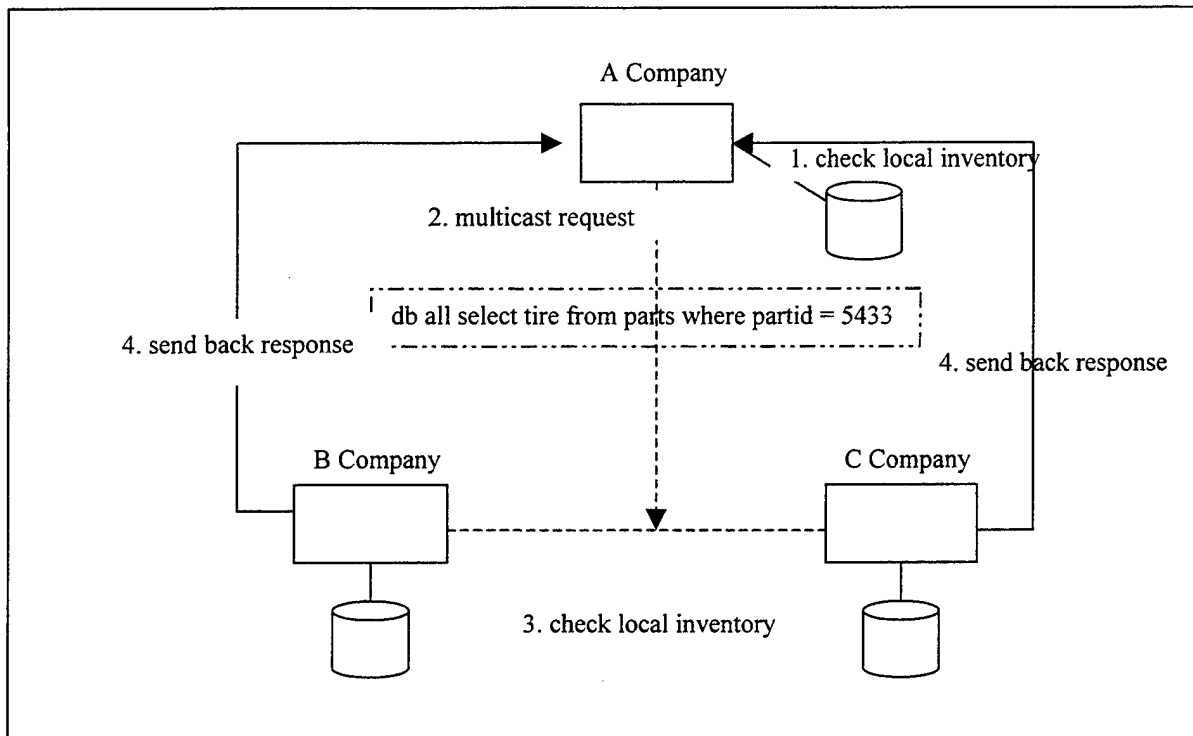 A Company
1. check local inventory
2. multicast request
db all select tire from parts where partid = 5433
4. send back response
4. send back response
B Company
C Company
3. check local inventory